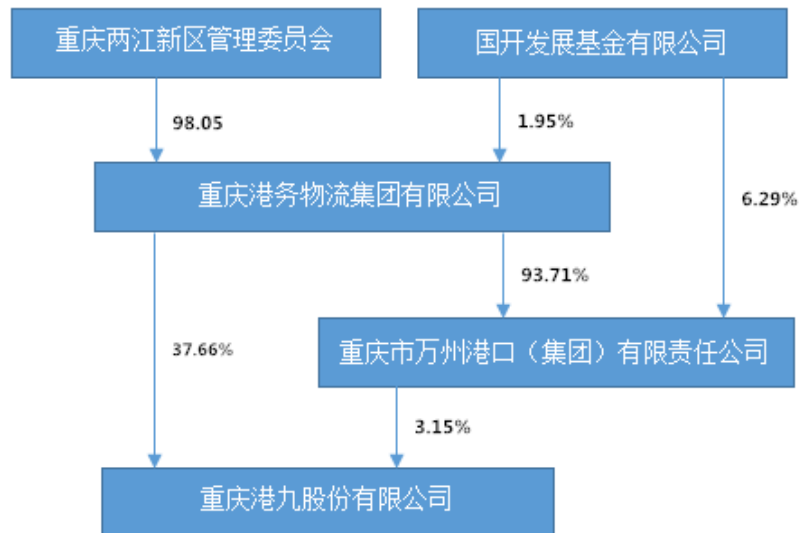 重庆两江新区管理委员会
国开发展基金有限公司
98.05
1.95%
重庆港务物流集团有限公司
6.29%
93.71%
37.66%
重庆市万州港口（集团）有限责任公司
3.15%
重庆港九股份有限公司